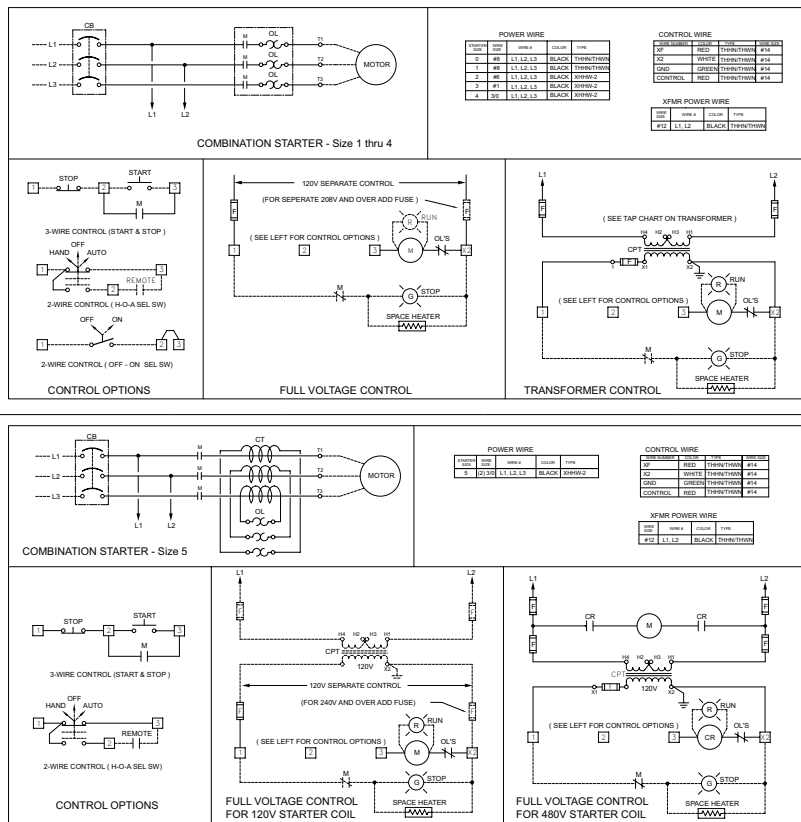 CB
OL
M
T1
L1
OL
M
T2
L2
MOTOR
OL
M
T3
L3
L1
L2
COMBINATION STARTER - Size 1 thru 4
POWER WIRE
STARTER SIZE WIRE SIZE WIRE # COLOR TYPE
0 #8 L1, L2, L3 BLACK THHN/THWN
1 #8 L1, L2, L3 BLACK THHN/THWN
2 #6 L1, L2, L3 BLACK XHHW-2
3 #1 L1, L2, L3 BLACK XHHW-2
4 3/0 L1, L2, L3 BLACK XHHW-2
CONTROL WIRE
WIRE NUMBER COLOR TYPE WIRE SIZE
XF RED THHN/THWN #14
X2 WHITE THHN/THWN #14
GND GREEN THHN/THWN #14
CONTROL RED THHN/THWN #14
XFMR POWER WIRE
WIRE SIZE WIRE # COLOR TYPE
#12 L1, L2 BLACK THHN/THWN
STOP START
1 2 3
M
3-WIRE CONTROL (START & STOP )
OFF
HAND AUTO
1 3
REMOTE
2
2-WIRE CONTROL ( H-O-A SEL SW)
OFF ON
1 2 3
2-WIRE CONTROL ( OFF - ON SEL SW)
CONTROL OPTIONS
120V SEPARATE CONTROL
(FOR SEPERATE 208V AND OVER ADD FUSE )
F F
R RUN
( SEE LEFT FOR CONTROL OPTIONS ) OL'S
1 2 3 M X2
M
G STOP
SPACE HEATER
FULL VOLTAGE CONTROL
L1 L2
F F
( SEE TAP CHART ON TRANSFORMER )
H4 H2 H3 H1
CPT
F
1 X1 X2
R RUN
( SEE LEFT FOR CONTROL OPTIONS ) OL'S
1 2 3 M X2
M
G STOP
SPACE HEATER
TRANSFORMER CONTROL
CB CT
M T1
L1
M T2
L2
MOTOR
M T3
L3
OL
L1 L2
COMBINATION STARTER - Size 5
POWER WIRE
STARTER SIZE WIRE SIZE WIRE # COLOR TYPE
5 (2) 3/0 L1, L2, L3 BLACK XHHW-2
CONTROL WIRE
WIRE NUMBER COLOR TYPE WIRE SIZE
XF RED THHN/THWN #14
X2 WHITE THHN/THWN #14
GND GREEN THHN/THWN #14
CONTROL RED THHN/THWN #14
XFMR POWER WIRE
WIRE SIZE WIRE # COLOR TYPE
#12 L1, L2 BLACK THHN/THWN
STOP START
1 2 3
M
3-WIRE CONTROL (START & STOP )
OFF
HAND AUTO
1 3
REMOTE
2
2-WIRE CONTROL ( H-O-A SEL SW)
CONTROL OPTIONS
L1 L2
F F
H4 H2 H3 H1
CPT
120V X2
120V SEPARATE CONTROL
(FOR 240V AND OVER ADD FUSE)
F F
R RUN
( SEE LEFT FOR CONTROL OPTIONS ) OL'S
1 2 3 M X2
M
G STOP
SPACE HEATER
FULL VOLTAGE CONTROL
FOR 120V STARTER COIL
L1 L2
F F
CR M CR
F F
H4 H2 H3 H1
CPT
F
X1 120V X2
R RUN
( SEE LEFT FOR CONTROL OPTIONS ) OL'S
1 2 3 CR X2
M
G STOP
SPACE HEATER
FULL VOLTAGE CONTROL
FOR 480V STARTER COIL